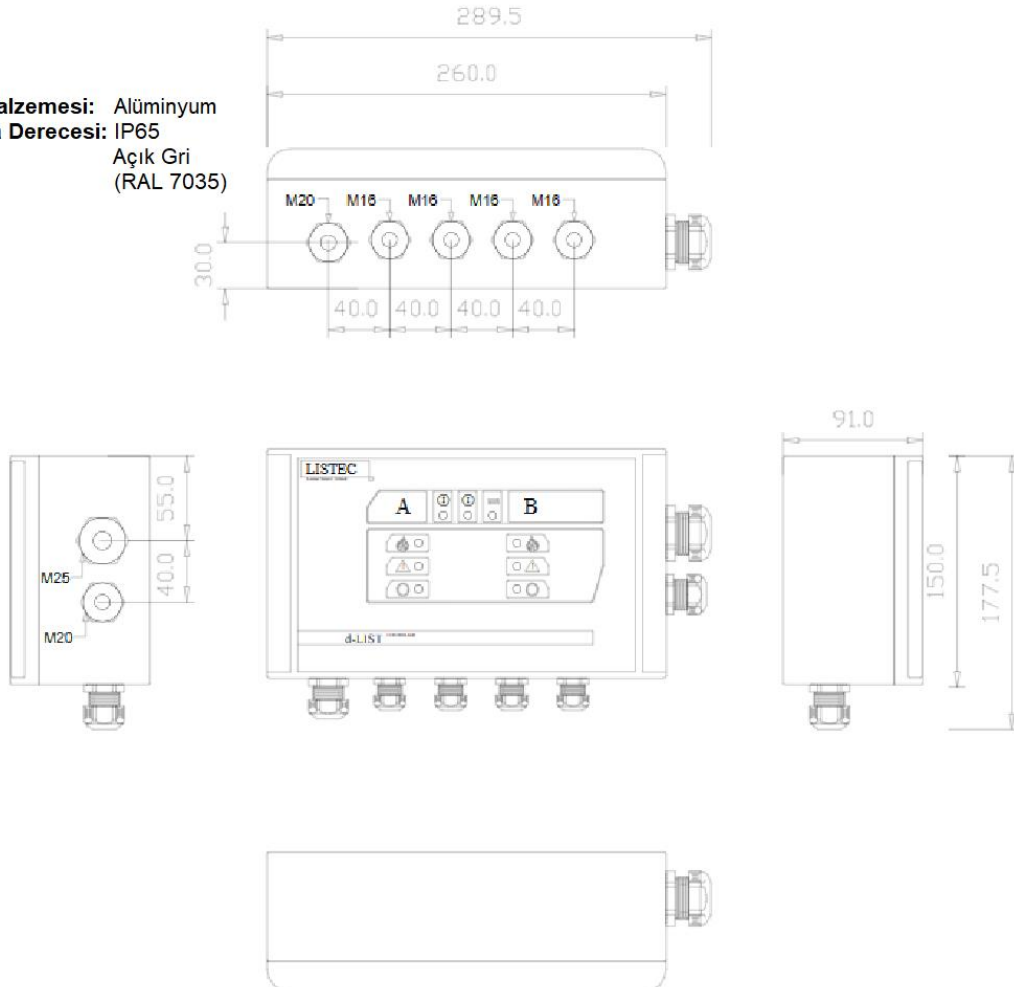 289.5
260.0
alzemesi: Alüminyum
Derecesi: IP65
Açık Gri
(RAL 7035)
M20 M16 M16 M16 M16
30.0
40.0 40.0 40.0 40.0
91.0
LISTEC
A B
55.0
40.0
M25
M20
150.0
177.5
d-LIST